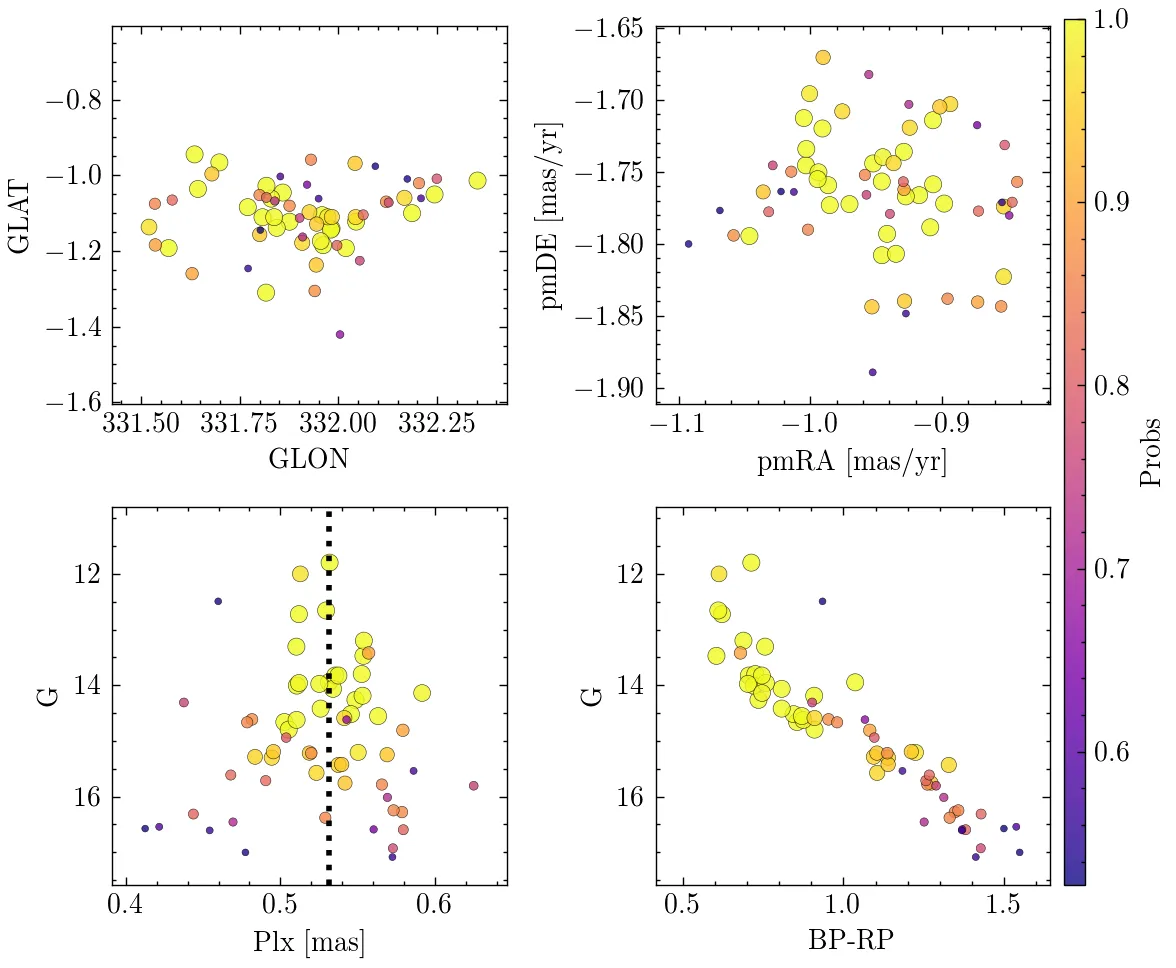 −0.8
−1.0
−1.2
−1.4
−1.6
GLAT
331.50 331.75 332.00 332.25
GLON
−1.65
−1.70
−1.75
−1.80
−1.85
−1.90
pmDE [mas/yr]
−1.1 −1.0 −0.9
pmRA [mas/yr]
12
14
16
G
0.4 0.5 0.6
Plx [mas]
12
14
16
G
0.5 1.0 1.5
BP-RP
1.0
0.9
0.8
0.7
0.6
Probs